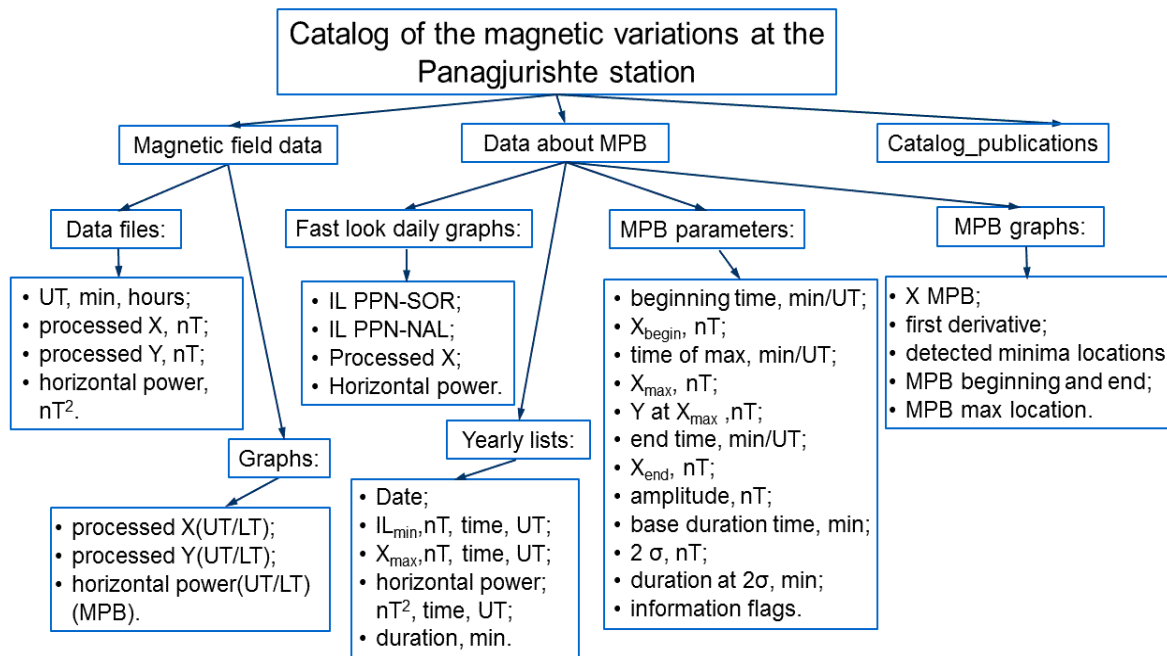 Catalog of the magnetic variations at the
Panagjurishte station
Magnetic field data
Data about MPB
Catalog_publications
Data files:
Fast look daily graphs:
MPB parameters:
MPB graphs:
• UT, min, hours;
• processed X, nT;
• processed Y, nT;
• horizontal power,
nT².
• IL PPN-SOR;
• IL PPN-NAL;
• Processed X;
• Horizontal power.
• beginning time, min/UT;
• X_begin, nT;
• time of max, min/UT;
• X_max, nT;
• Y at X_max ,nT;
• end time, min/UT;
• X_end, nT;
• amplitude, nT;
• base duration time, min;
• 2 σ, nT;
• duration at 2σ, min;
• information flags.
• X MPB;
• first derivative;
• detected minima locations
• MPB beginning and end;
• MPB max location.
Graphs:
• processed X(UT/LT);
• processed Y(UT/LT);
• horizontal power(UT/LT)
(MPB).
Yearly lists:
• Date;
• IL_min,nT, time, UT;
• X_max,nT, time, UT;
• horizontal power;
nT², time, UT;
• duration, min.